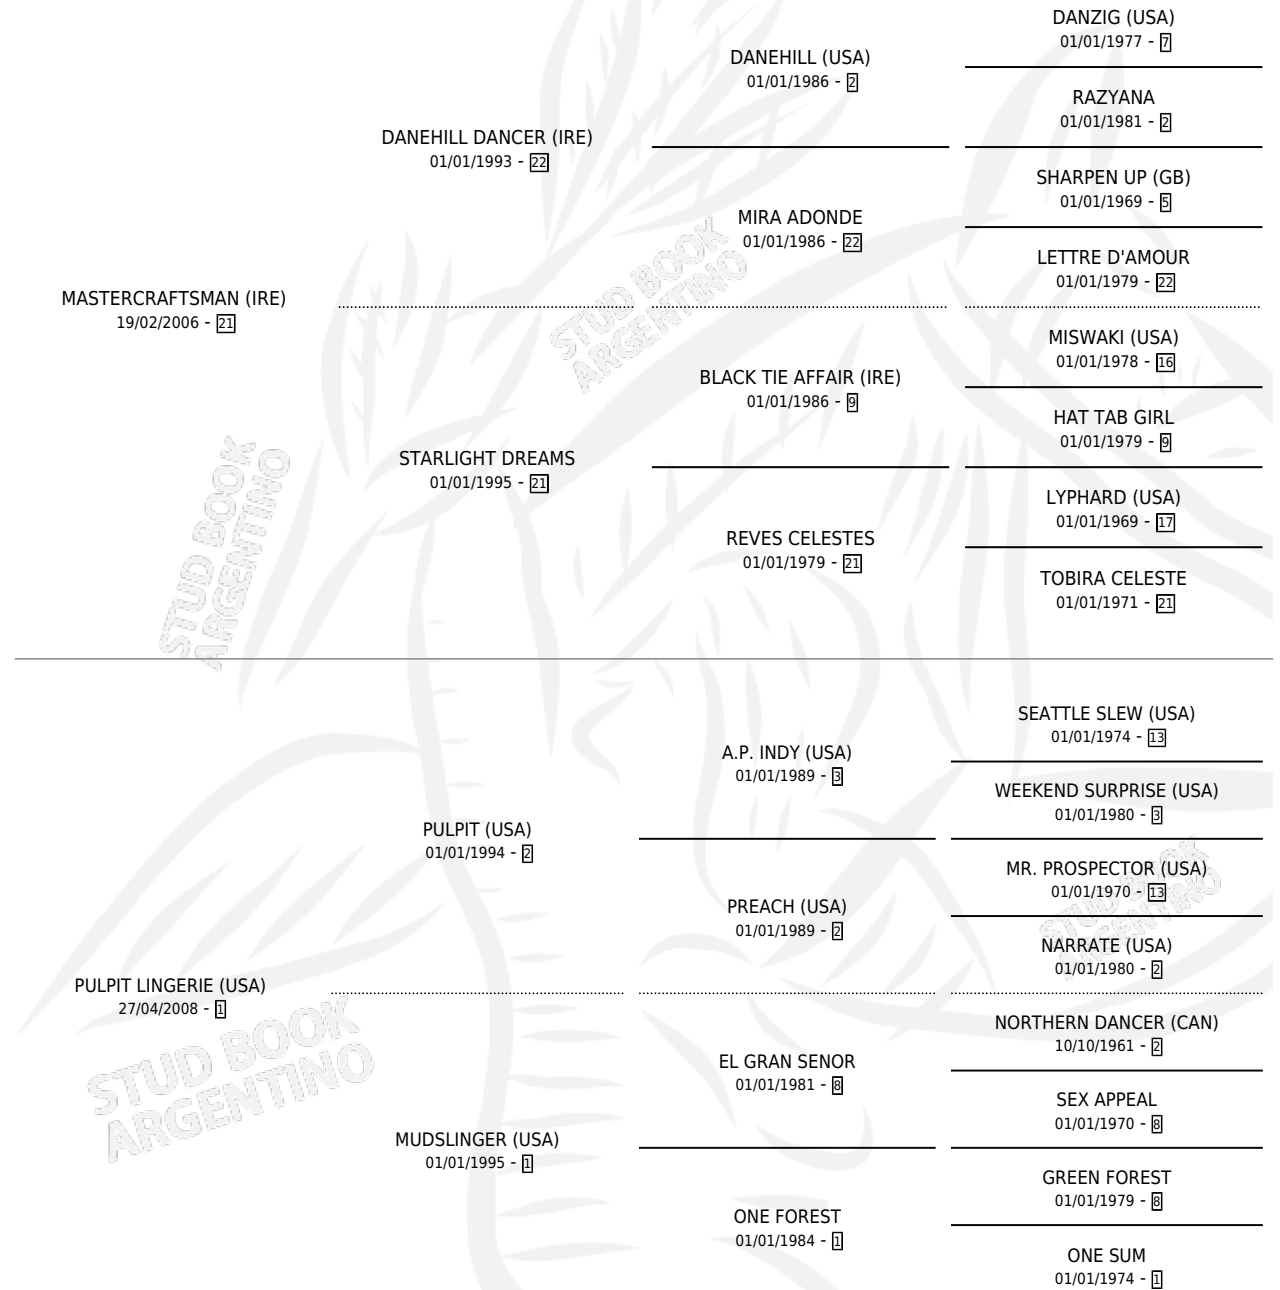 DANZIG (USA)
01/01/1977 - 7
DANEHILL (USA)
01/01/1986 - 2
RAZYANA
01/01/1981 - 2
DANEHILL DANCER (IRE)
01/01/1993 - 22
SHARPEN UP (GB)
01/01/1969 - 5
MIRA ADONDE
01/01/1986 - 22
LETTRE D'AMOUR
01/01/1979 - 22
MASTERCRAFTSMAN (IRE)
19/02/2006 - 21
MISWAKI (USA)
01/01/1978 - 16
BLACK TIE AFFAIR (IRE)
01/01/1986 - 9
HAT TAB GIRL
01/01/1979 - 9
STARLIGHT DREAMS
01/01/1995 - 21
LYPHARD (USA)
01/01/1969 - 17
REVES CELESTES
01/01/1979 - 21
TOBIRA CELESTE
01/01/1971 - 21
SEATTLE SLEW (USA)
01/01/1974 - 13
A.P. INDY (USA)
01/01/1989 - 3
WEEKEND SURPRISE (USA)
01/01/1980 - 3
PULPIT (USA)
01/01/1994 - 2
MR. PROSPECTOR (USA)
01/01/1970 - 13
PREACH (USA)
01/01/1989 - 2
NARRATE (USA)
01/01/1980 - 2
PULPIT LINGERIE (USA)
27/04/2008 - 1
NORTHERN DANCER (CAN)
10/10/1961 - 2
EL GRAN SENOR
01/01/1981 - 8
SEX APPEAL
01/01/1970 - 8
MUDSLINGER (USA)
01/01/1995 - 1
GREEN FOREST
01/01/1979 - 8
ONE FOREST
01/01/1984 - 1
ONE SUM
01/01/1974 - 1
STUD BOOK
ARGENTINO
STUD BOOK
ARGENTINO
STUD BOOK
ARGENTINO
STUD BOOK
ARGENTINO